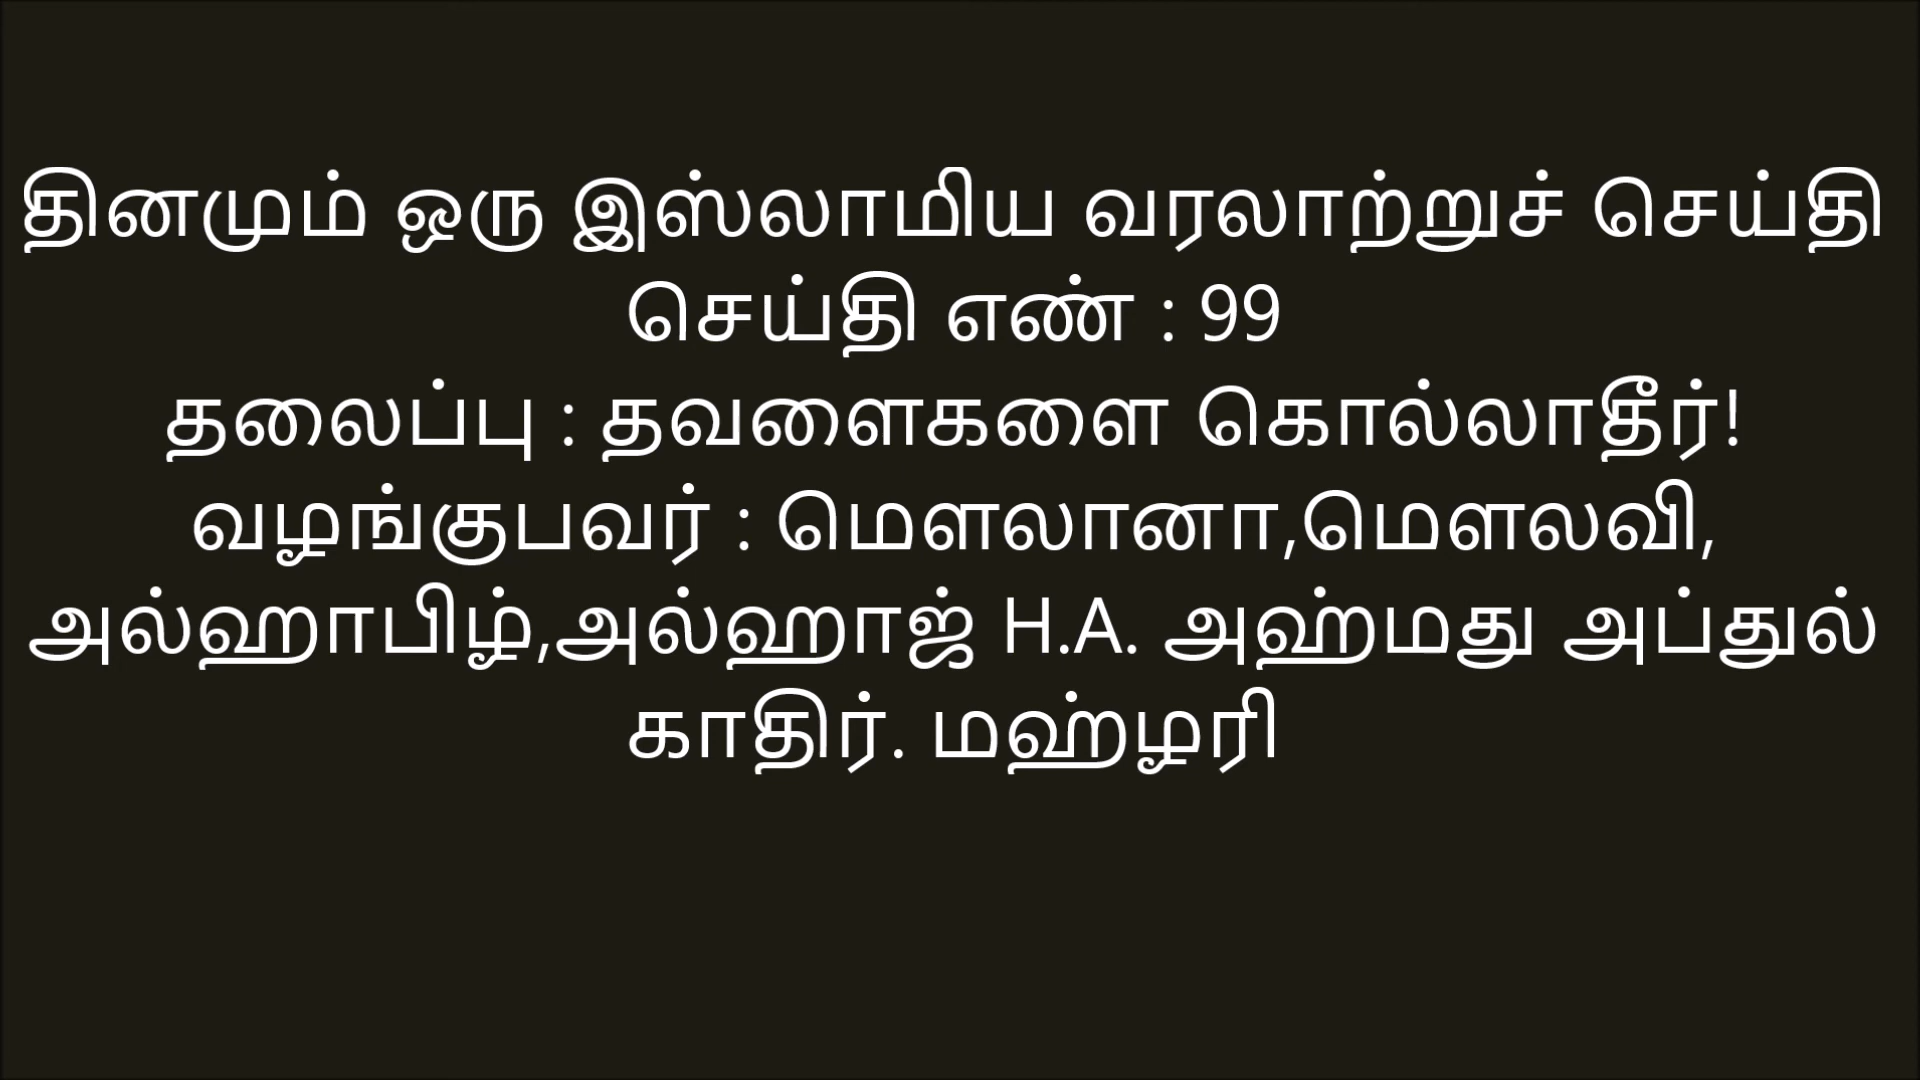 தினமும் ஒரு இஸ்லாமிய வரலாற்றுச் செய்தி
செய்தி எண் : 99
தலைப்பு : தவளைகளை கொல்லாதீர்!
வழங்குபவர் : மௌலானா,மௌலவி,
அல்ஹாபிழ்,அல்ஹாஜ் H.A. அஹ்மது அப்துல்
காதிர். மஹ்ழரி